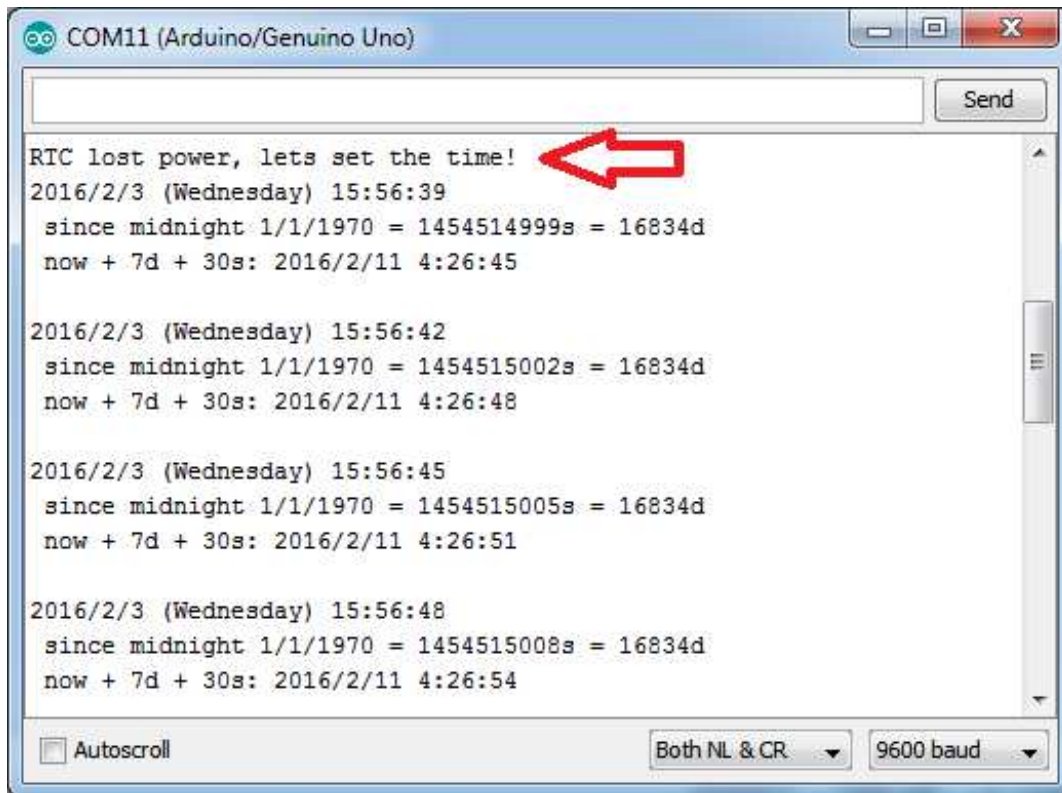 COM11 (Arduino/Genuino Uno)
Send
RTC lost power, lets set the time!
2016/2/3 (Wednesday) 15:56:39
since midnight 1/1/1970 = 1454514999s = 16834d
now + 7d + 30s: 2016/2/11 4:26:45
2016/2/3 (Wednesday) 15:56:42
since midnight 1/1/1970 = 1454515002s = 16834d
now + 7d + 30s: 2016/2/11 4:26:48
2016/2/3 (Wednesday) 15:56:45
since midnight 1/1/1970 = 1454515005s = 16834d
now + 7d + 30s: 2016/2/11 4:26:51
2016/2/3 (Wednesday) 15:56:48
since midnight 1/1/1970 = 1454515008s = 16834d
now + 7d + 30s: 2016/2/11 4:26:54
Autoscroll
Both NL & CR
9600 baud